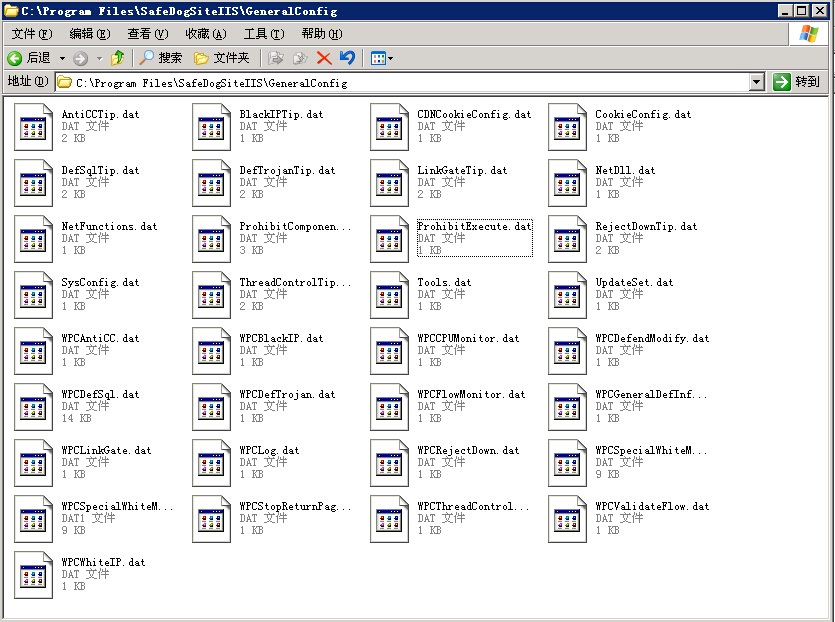 C:\Program Files\SafeDogSiteIIS\GeneralConfig
文件(F) 编辑(E) 查看(V) 收藏(A) 工具(T) 帮助(H)
后退 搜索 文件夹
地址(D) C:\Program Files\SafeDogSiteIIS\GeneralConfig 转到
AntiCCTip.dat
DAT 文件
2 KB
BlackIPTip.dat
DAT 文件
1 KB
CDNCookieConfig.dat
DAT 文件
1 KB
CookieConfig.dat
DAT 文件
1 KB
DefSqlTip.dat
DAT 文件
2 KB
DefTrojanTip.dat
DAT 文件
2 KB
LinkGateTip.dat
DAT 文件
2 KB
NetDll.dat
DAT 文件
1 KB
NetFunctions.dat
DAT 文件
1 KB
ProhibitComponen...
DAT 文件
3 KB
ProhibitExecute.dat
DAT 文件
1 KB
RejectDownTip.dat
DAT 文件
2 KB
SysConfig.dat
DAT 文件
1 KB
ThreadControlTip...
DAT 文件
2 KB
Tools.dat
DAT 文件
1 KB
UpdateSet.dat
DAT 文件
1 KB
WPCAntiCC.dat
DAT 文件
1 KB
WPCBlackIP.dat
DAT 文件
1 KB
WPCCPUMonitor.dat
DAT 文件
1 KB
WPCDefendModify.dat
DAT 文件
1 KB
WPCDefSql.dat
DAT 文件
14 KB
WPCDefTrojan.dat
DAT 文件
1 KB
WPCFlowMonitor.dat
DAT 文件
1 KB
WPCGeneralDefInf...
DAT 文件
1 KB
WPCLinkGate.dat
DAT 文件
1 KB
WPCLog.dat
DAT 文件
1 KB
WPCRejectDown.dat
DAT 文件
1 KB
WPCSpecialWhiteM...
DAT 文件
9 KB
WPCSpecialWhiteM...
DAT1 文件
9 KB
WPCStopReturnPag...
DAT 文件
1 KB
WPCThreadControl...
DAT 文件
1 KB
WPCValidateFlow.dat
DAT 文件
1 KB
WPCWhiteIP.dat
DAT 文件
1 KB